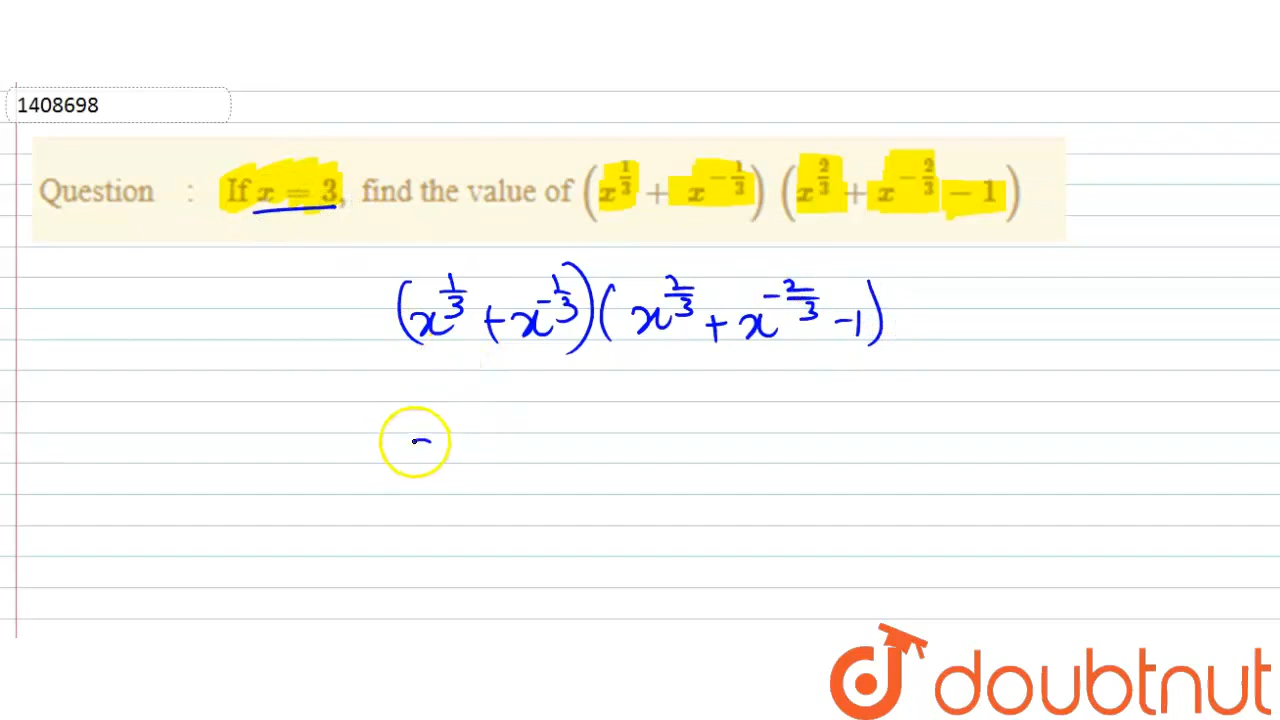 1408698
Question : If x = 3, find the value of (x^{1/3} + x^{-1/3}) (x^{2/3} + x^{-2/3} - 1)
(x^{1/3} + x^{-1/3})(x^{2/3} + x^{-2/3} - 1)
doubtnut